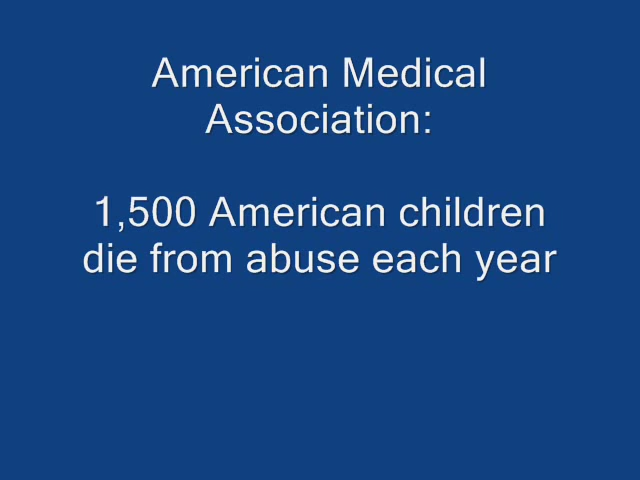 American Medical
Association:
1,500 American children
die from abuse each year